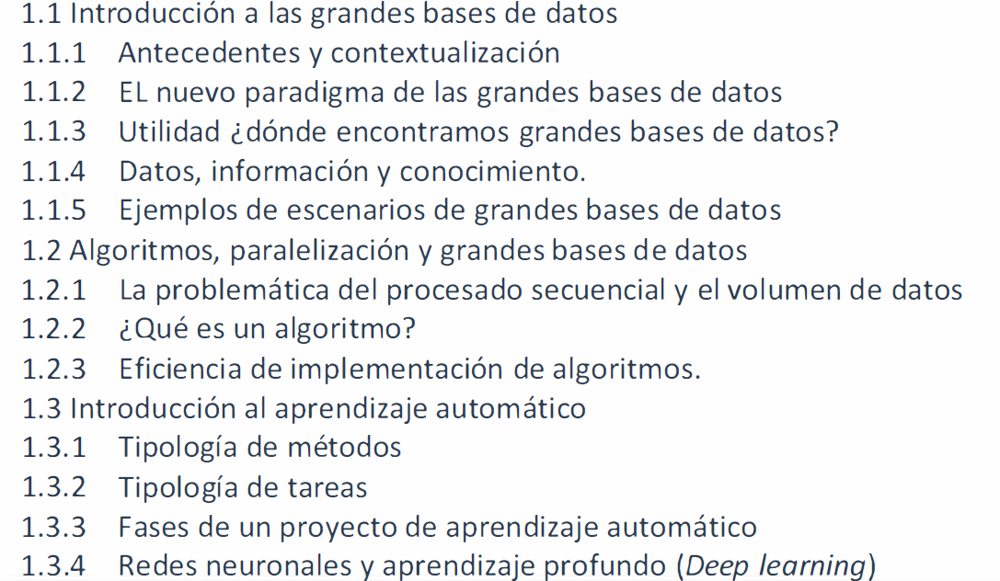 1.1 Introducción a las grandes bases de datos
1.1.1 Antecedentes y contextualización
1.1.2 EL nuevo paradigma de las grandes bases de datos
1.1.3 Utilidad ¿dónde encontramos grandes bases de datos?
1.1.4 Datos, información y conocimiento.
1.1.5 Ejemplos de escenarios de grandes bases de datos
1.2 Algoritmos, paralelización y grandes bases de datos
1.2.1 La problemática del procesado secuencial y el volumen de datos
1.2.2 ¿Qué es un algoritmo?
1.2.3 Eficiencia de implementación de algoritmos.
1.3 Introducción al aprendizaje automático
1.3.1 Tipología de métodos
1.3.2 Tipología de tareas
1.3.3 Fases de un proyecto de aprendizaje automático
1.3.4 Redes neuronales y aprendizaje profundo (Deep learning)